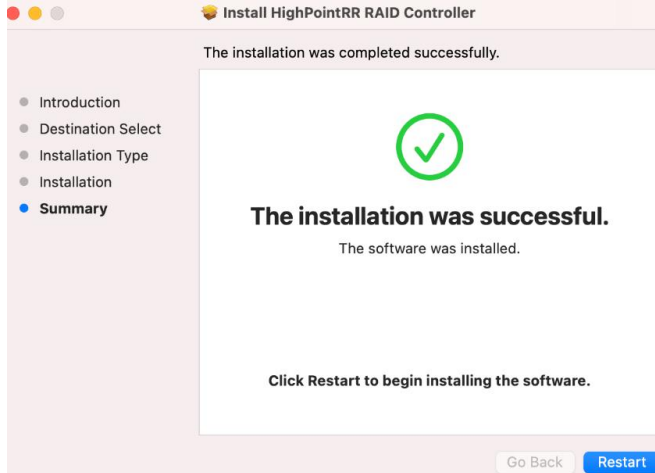 Install HighPointRR RAID Controller
The installation was completed successfully.
Introduction
Destination Select
Installation Type
Installation
Summary
The installation was successful.
The software was installed.
Click Restart to begin installing the software.
Go Back
Restart